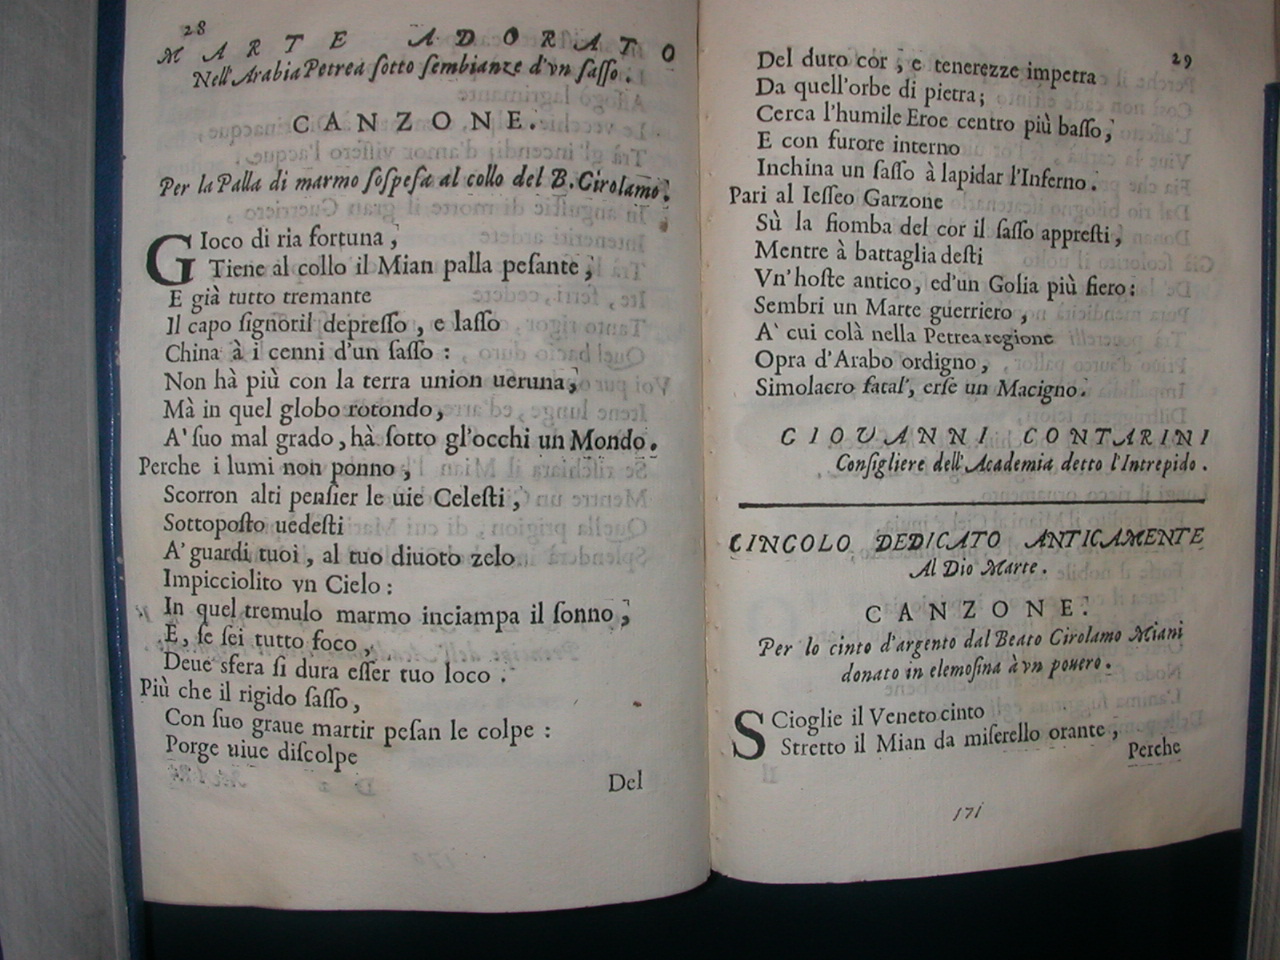 28
MARTE ADORATO
Nell'Arabia Petrea ſotto ſembianze d'vn ſaſſo.
CANZONE.
Per la Palla di marmo ſoſpeſa al collo del B. Girolamo.
GIoco di ria fortuna,
Tiene al collo il Mian palla peſante;
E già tutto tremante
Il capo ſignoril depreſſo, e laſſo
China à i cenni d'un ſaſſo:
Non hà più con la terra union ueruna;
Mà in quel globo rotondo,
A' ſuo mal grado, hà ſotto gl'occhi un Mondo.
Perche i lumi non ponno,
Scorron alti penſier le uie Celeſti,
Sottopoſto uedeſti
A' guardi tuoi, al tuo diuoto zelo
Impicciolito vn Cielo:
In quel tremulo marmo inciampa il ſonno;
E, ſe ſei tutto foco,
Deue sfera ſi dura eſſer tuo loco.
Più che il rigido ſaſſo,
Con ſuo graue martir peſan le colpe:
Porge uiue diſcolpe
Del
29
Del duro cor; e tenerezze impetra
Da quell'orbe di pietra;
Cerca l'humile Eroe centro più baſſo;
E con furore interno
Inchina un ſaſſo à lapidar l'Inferno.
Pari al Ieſſeo Garzone
Sù la fiomba del cor il ſaſſo appreſti,
Mentre à battaglia deſti
Vn' hoſte antico, ed'un Golia più fiero:
Sembri un Marte guerriero,
A' cui colà nella Petrea regione
Opra d'Arabo ordigno,
Simolacro fatal', erſe un Macigno.
GIOVANNI CONTARINI
Conſigliere dell'Academia detto l'Intrepido.
CINGOLO DEDICATO ANTICAMENTE
Al Dio Marte.
CANZONE.
Per lo cinto d'argento dal Beato Girolamo Miani
donato in elemoſina à vn pouero.
SCioglie il Veneto cinto
Stretto il Mian da miſerello orante;
Perche
171